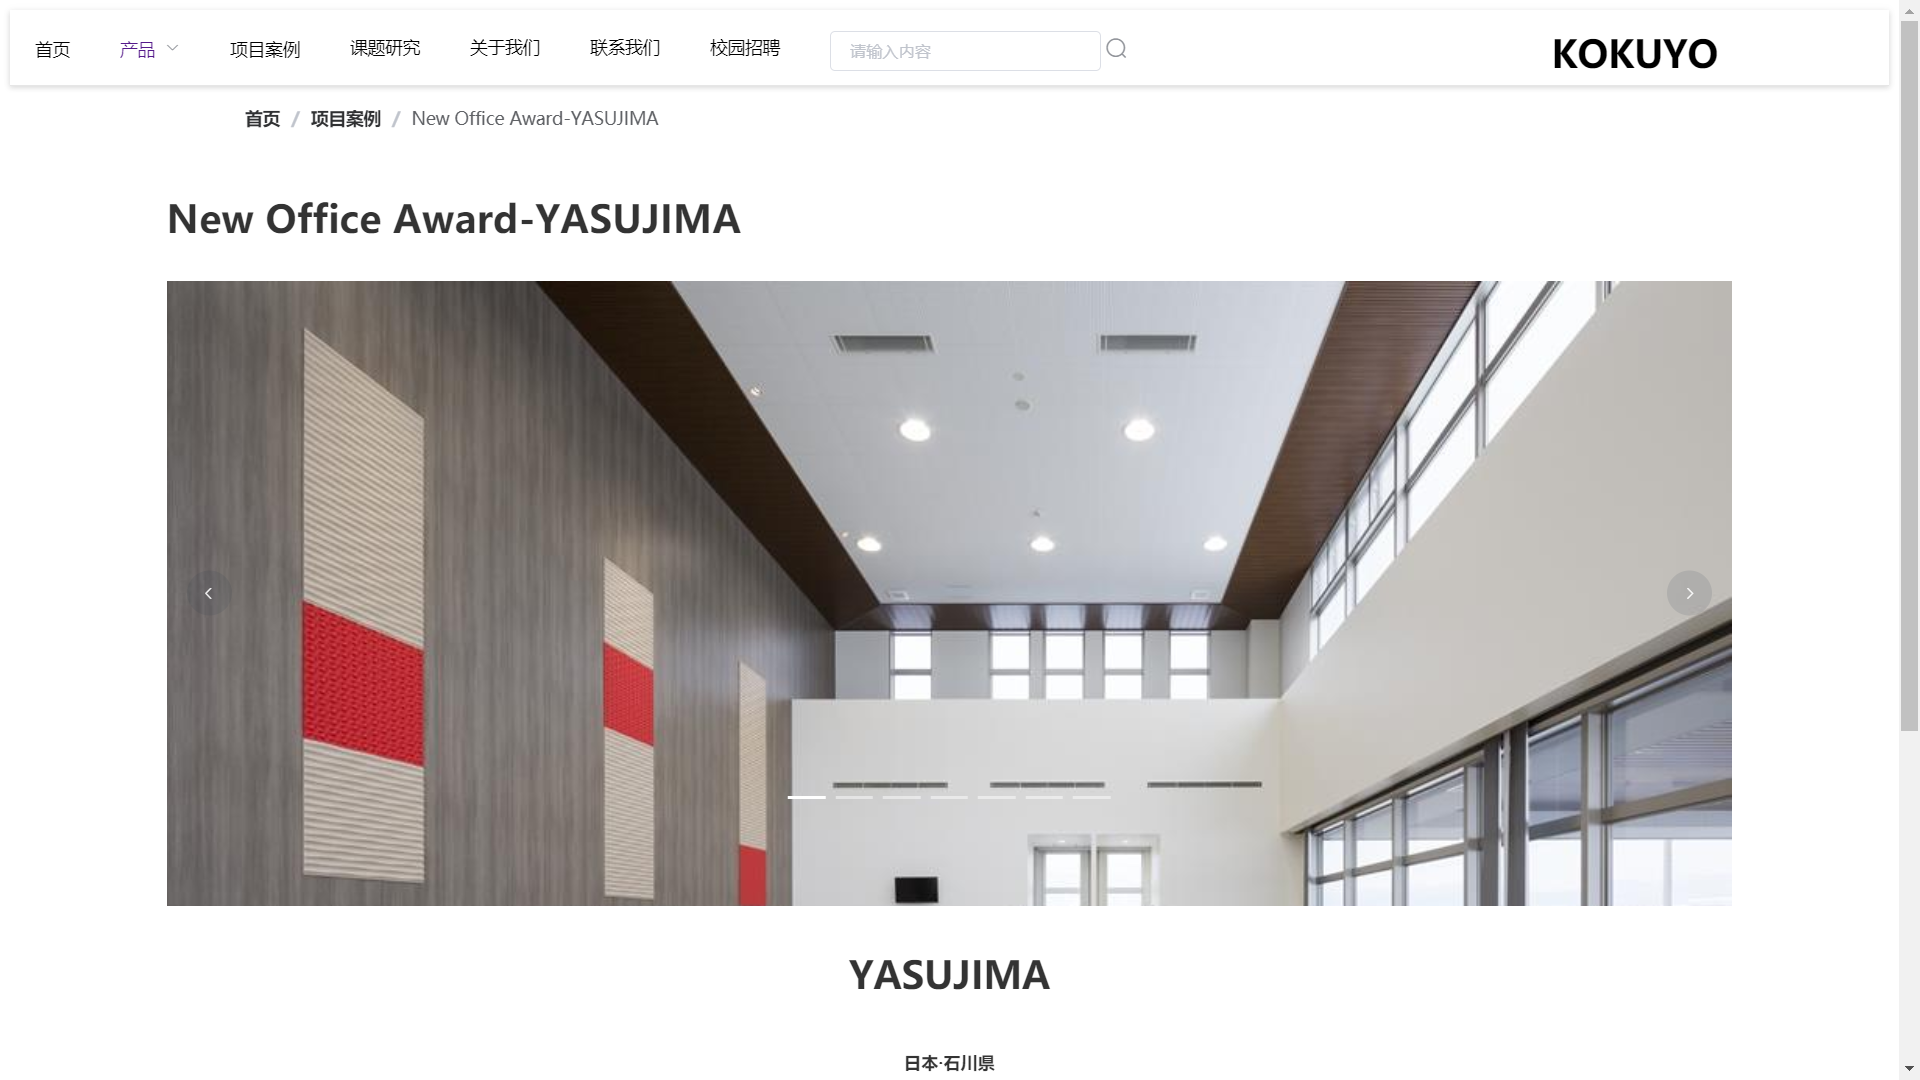 首页 产品 项目案例 课题研究 关于我们 联系我们 校园招聘 请输入内容 KOKUYO
首页 / 项目案例 / New Office Award-YASUJIMA
New Office Award-YASUJIMA
YASUJIMA
日本·石川県